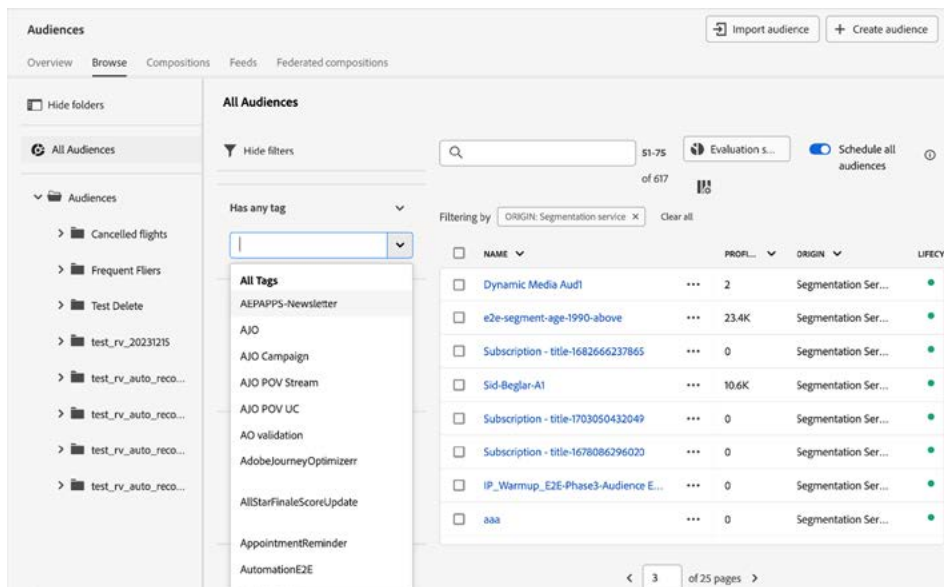 Audiences
Import audience
Create audience
Overview
Browse
Compositions
Feeds
Federated compositions
Hide folders
All Audiences
Audiences
Cancelled flights
Frequent Fliers
Test Delete
test_rv_20231215
test_rv_auto_reco...
test_rv_auto_reco...
test_rv_auto_reco...
test_rv_auto_reco...
All Audiences
Hide filters
Has any tag
All Tags
AEPAPPS-Newsletter
AJO
AJO Campaign
AJO POV Stream
AJO POV UC
AO validation
AdobeJourneyOptimizerr
AllStarFinaleScoreUpdate
AppointmentReminder
AutomationE2E
51-75
of 617
Evaluation s...
Schedule all
audiences
Filtering by ORIGIN: Segmentation service × Clear all
NAME PROFI... ORIGIN LIFECY
Dynamic Media Aud1 ... 2 Segmentation Ser...
e2e-segment-age-1990-above ... 23.4K Segmentation Ser...
Subscription - title-1682666237865 ... 0 Segmentation Ser...
Sid-Beglar-A1 ... 10.6K Segmentation Ser...
Subscription - title-1703050432049 ... 0 Segmentation Ser...
Subscription - title-1678086296020 ... 0 Segmentation Ser...
IP_Warmup_E2E-Phase3-Audience E... ... 0 Segmentation Ser...
aaa ... 0 Segmentation Ser...
3 of 25 pages